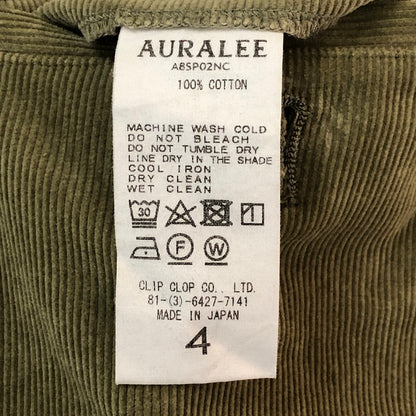 AURALEE
A8SP02NC
100% COTTON
MACHINE WASH COLD
DO NOT BLEACH
DO NOT TUMBLE DRY
LINE DRY IN THE SHADE
COOL IRON
DRY CLEAN
WET CLEAN
30
F W
CLIP CLOP CO., LTD.
81-(3)-6427-7141
MADE IN JAPAN
4